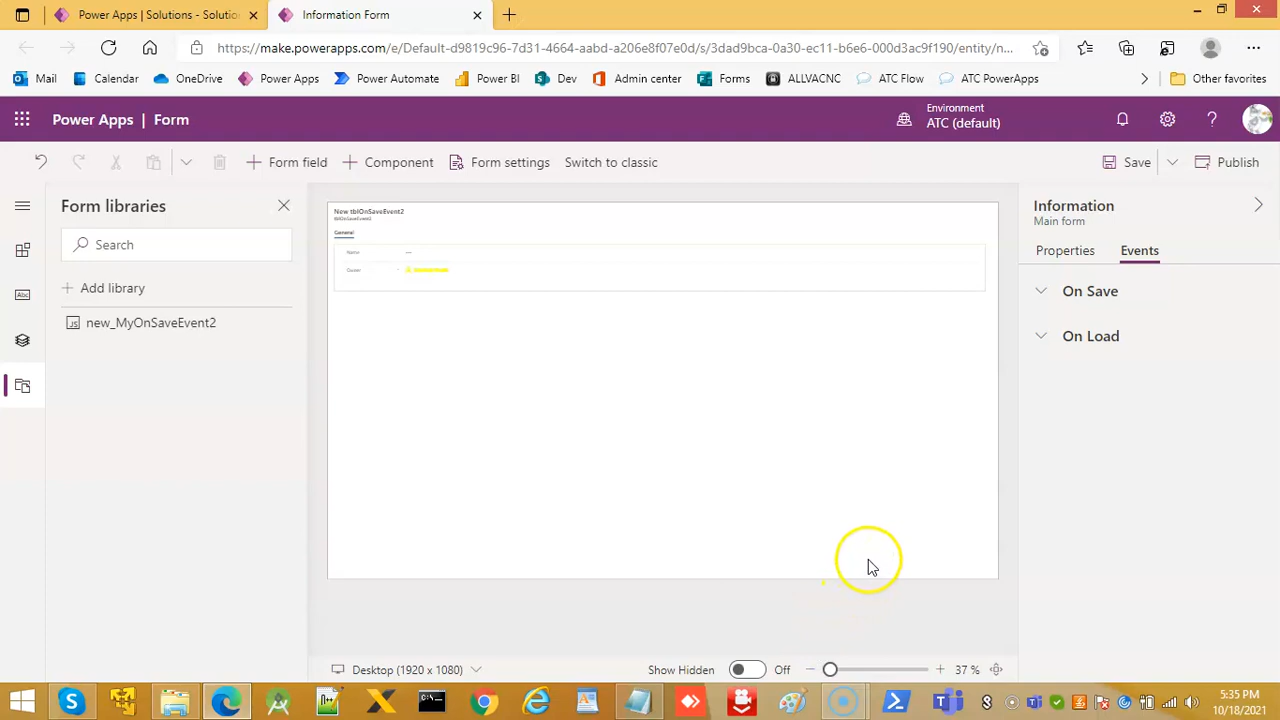 Power Apps | Solutions - Solution
Information Form
https://make.powerapps.com/e/Default-d9819c96-7d31-4664-aabd-a206e8f07e0d/s/3dad9bca-0a30-ec11-b6e6-000d3ac9f190/entity/n...
Mail Calendar OneDrive Power Apps Power Automate Power BI Dev Admin center Forms ALLVACNC ATC Flow ATC PowerApps Other favorites
Power Apps | Form
Environment
ATC (default)
Form field Component Form settings Switch to classic Save Publish
Form libraries
Search
Add library
new_MyOnSaveEvent2
New tblOnSaveEvent2
tblOnSaveEvent2
General
Name ---
Owner
Information
Main form
Properties Events
On Save
On Load
Desktop (1920 x 1080) Show Hidden Off 37 %
5:35 PM
10/18/2021